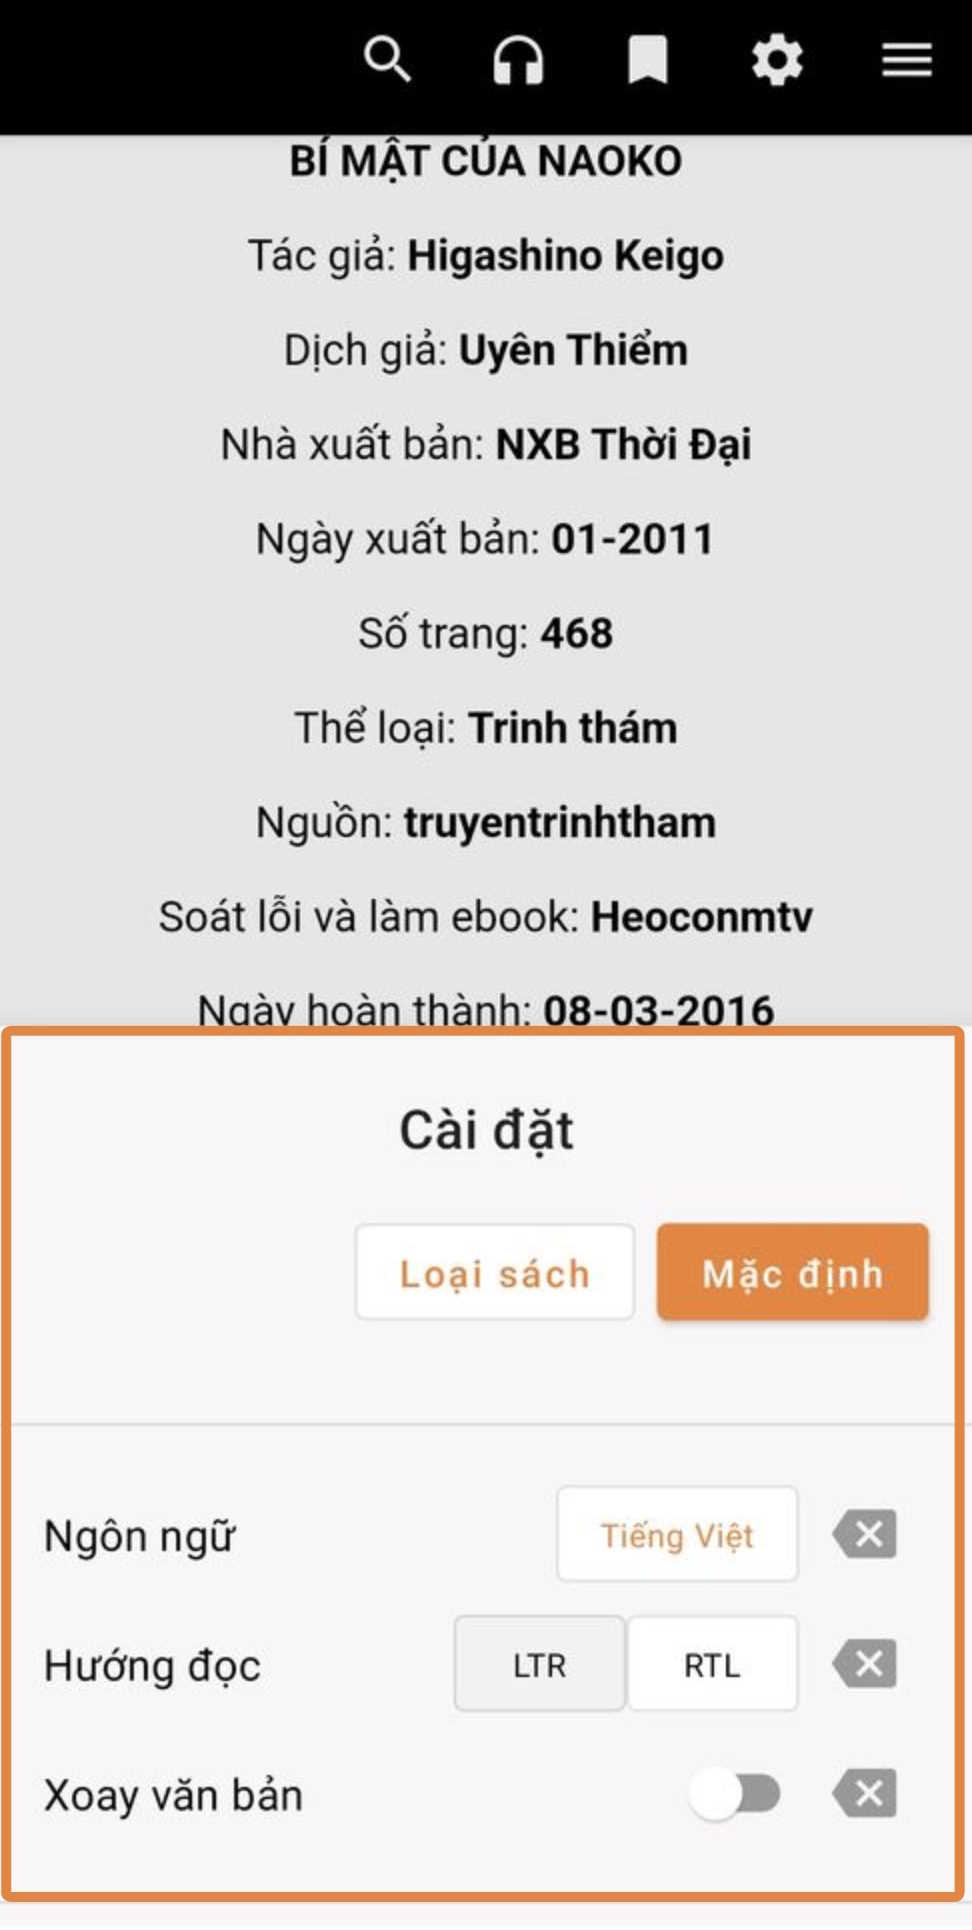 BÍ MẬT CỦA NAOKO
Tác giả: Higashino Keigo
Dịch giả: Uyên Thiểm
Nhà xuất bản: NXB Thời Đại
Ngày xuất bản: 01-2011
Số trang: 468
Thể loại: Trinh thám
Nguồn: truyentrinhtham
Soát lỗi và làm ebook: Heoconmtv
Ngày hoàn thành: 08-03-2016
Cài đặt
Loại sách Mặc định
Ngôn ngữ Tiếng Việt
Hướng đọc LTR RTL
Xoay văn bản